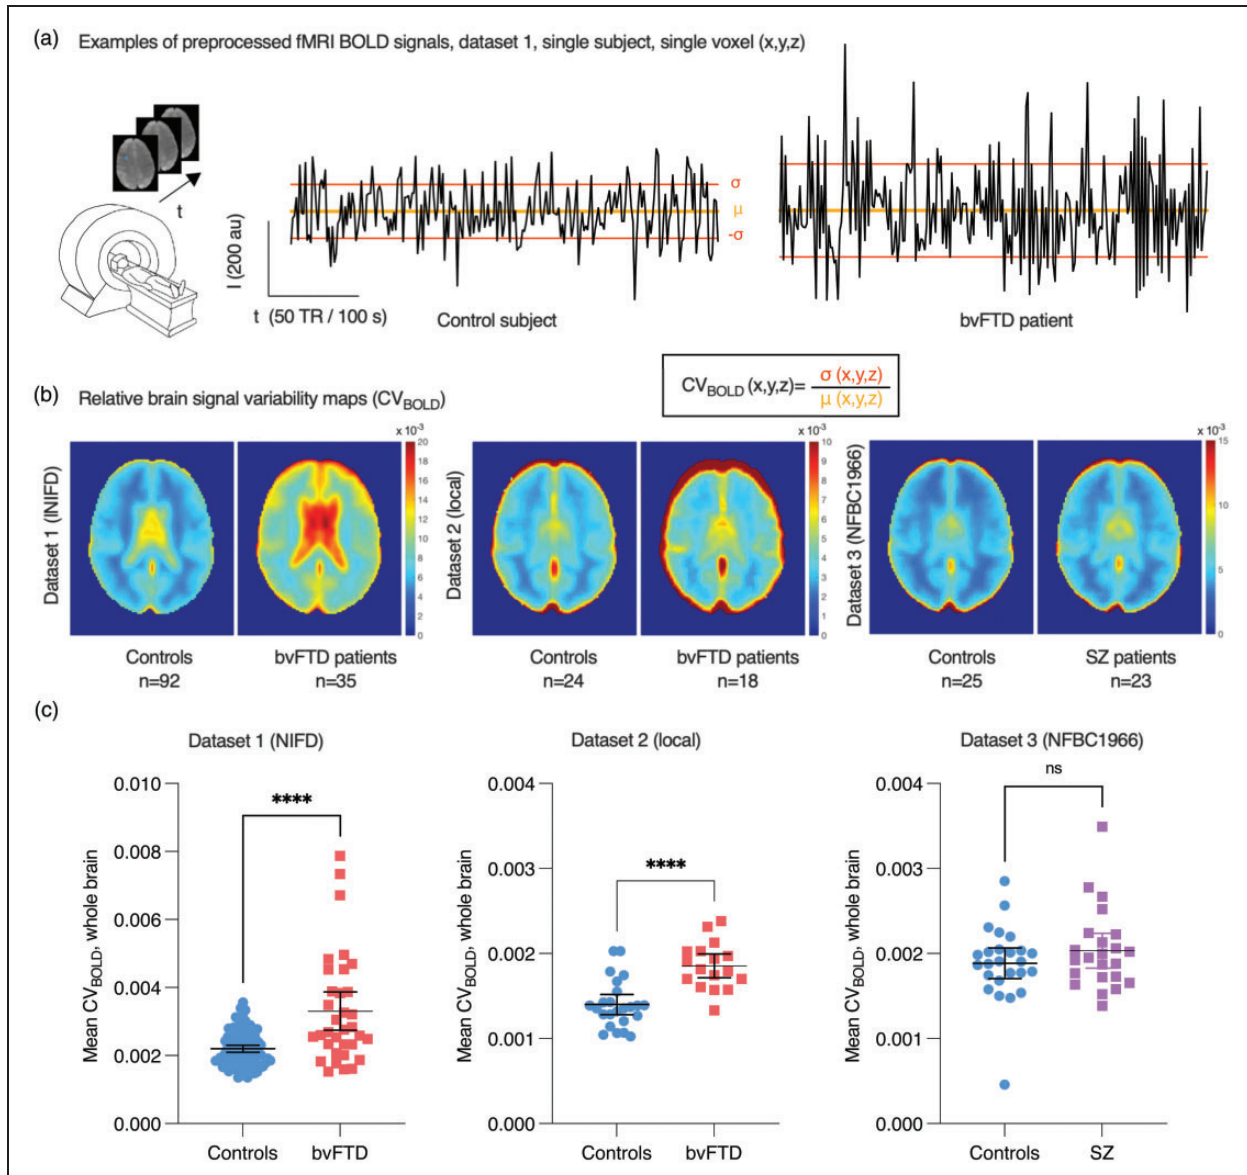 (a) Examples of preprocessed fMRI BOLD signals, dataset 1, single subject, single voxel (x,y,z)
t
I (200 au)
t (50 TR / 100 s)
σ
μ
-σ
Control subject
bvFTD patient
(b) Relative brain signal variability maps (CV_BOLD)
CV_BOLD (x,y,z)= σ (x,y,z) / μ (x,y,z)
Dataset 1 (INIFD)
x 10^-3
20
18
16
14
12
10
8
6
4
2
0
Controls
n=92
bvFTD patients
n=35
Dataset 2 (local)
x 10^-3
10
9
8
7
6
5
4
3
2
1
0
Controls
n=24
bvFTD patients
n=18
Dataset 3 (NFBC1966)
x 10^-3
15
10
5
0
Controls
n=25
SZ patients
n=23
(c)
Dataset 1 (NIFD)
Mean CV_BOLD, whole brain
0.010
0.008
0.006
0.004
0.002
0.000
****
Controls
bvFTD
Dataset 2 (local)
Mean CV_BOLD, whole brain
0.004
0.003
0.002
0.001
0.000
****
Controls
bvFTD
Dataset 3 (NFBC1966)
Mean CV_BOLD, whole brain
0.004
0.003
0.002
0.001
0.000
ns
Controls
SZ